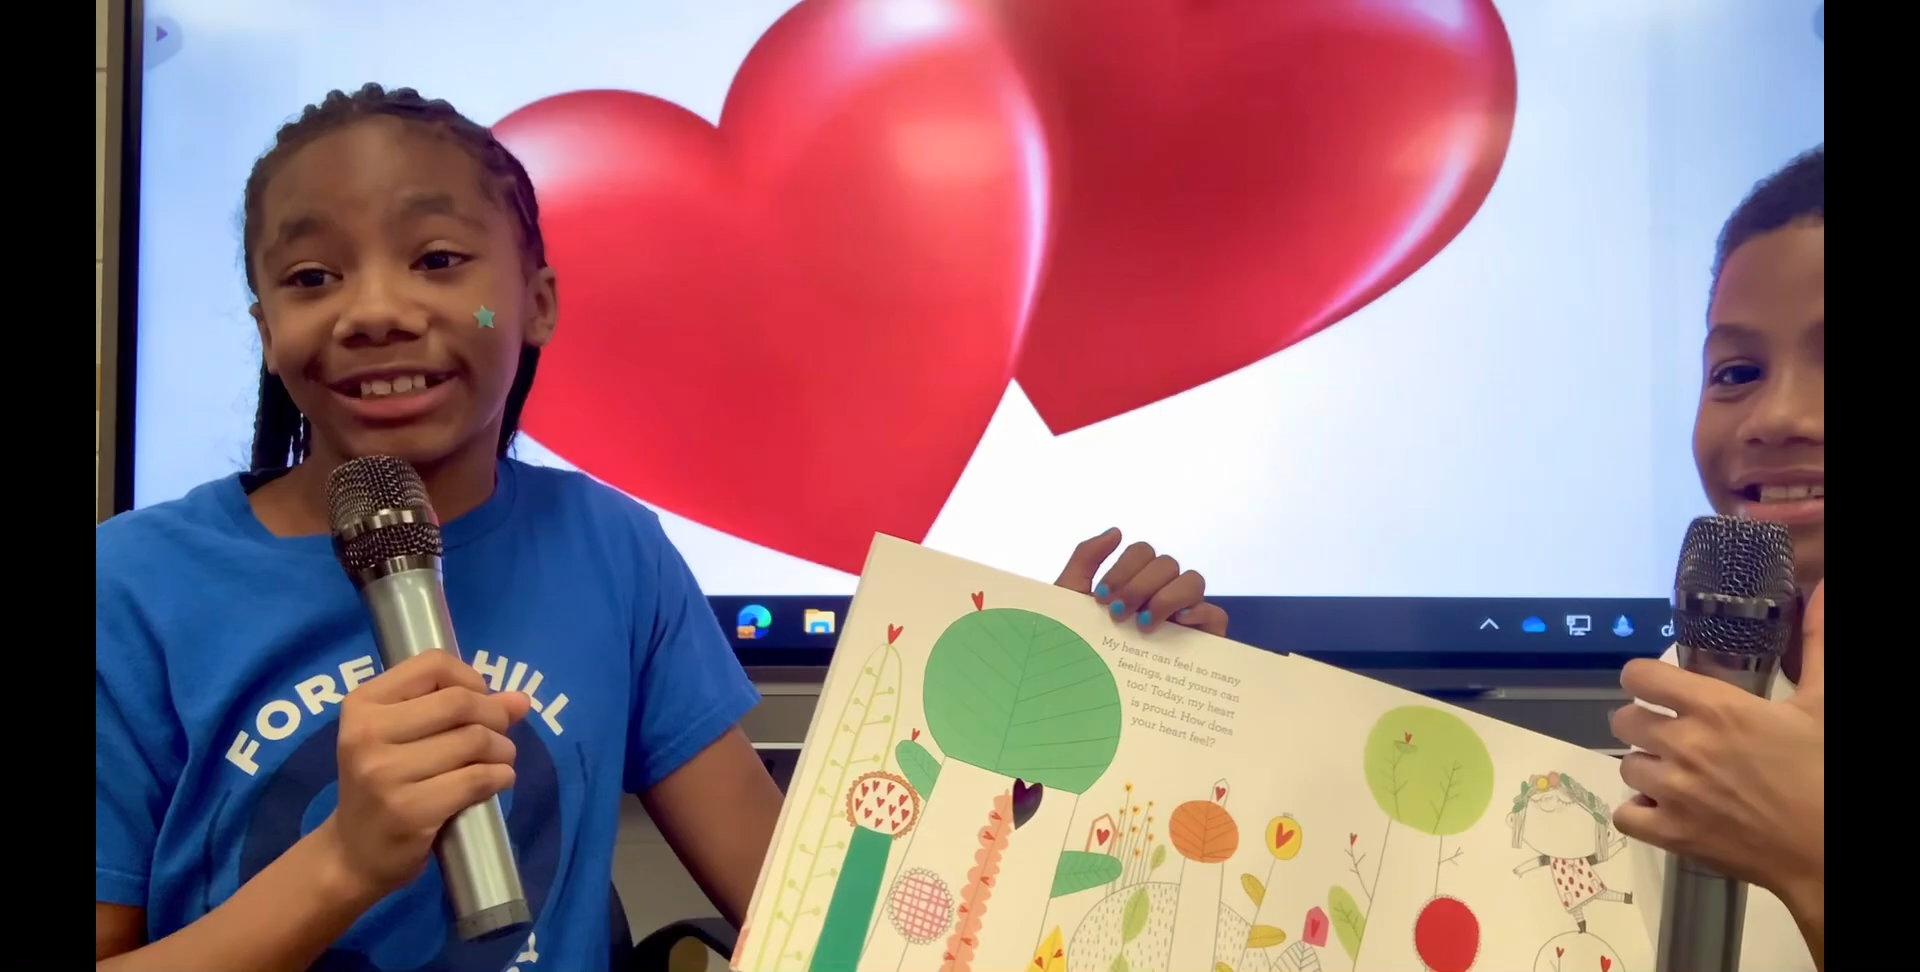 FORE HILL
My heart can feel so many
feelings, and yours can
too! Today, my heart
is proud. How does
your heart feel?